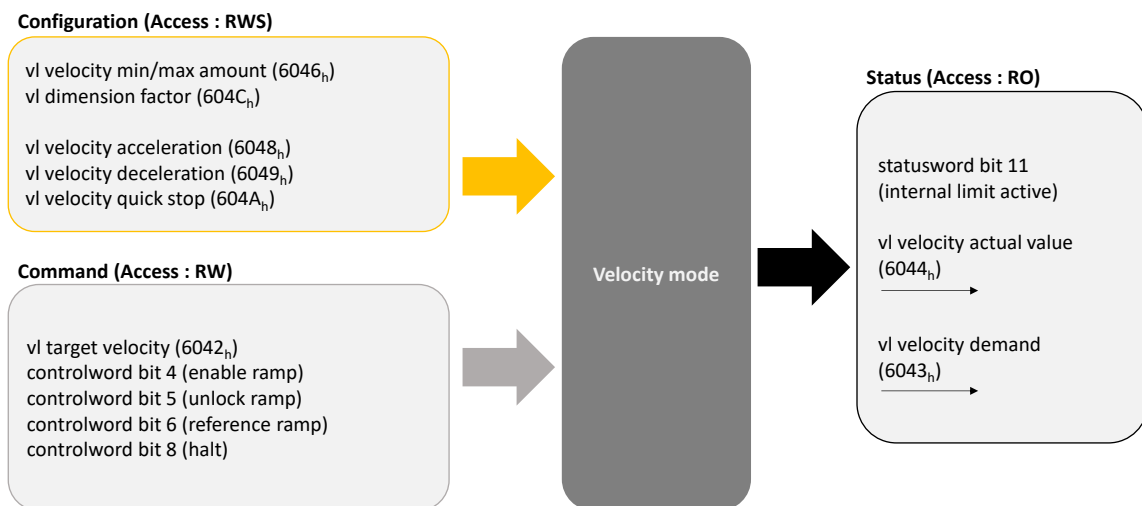 Configuration (Access : RWS)
vl velocity min/max amount (6046h)
vl dimension factor (604Ch)
vl velocity acceleration (6048h)
vl velocity deceleration (6049h)
vl velocity quick stop (604Ah)
Command (Access : RW)
vl target velocity (6042h)
controlword bit 4 (enable ramp)
controlword bit 5 (unlock ramp)
controlword bit 6 (reference ramp)
controlword bit 8 (halt)
Velocity mode
Status (Access : RO)
statusword bit 11
(internal limit active)
vl velocity actual value
(6044h)
vl velocity demand
(6043h)